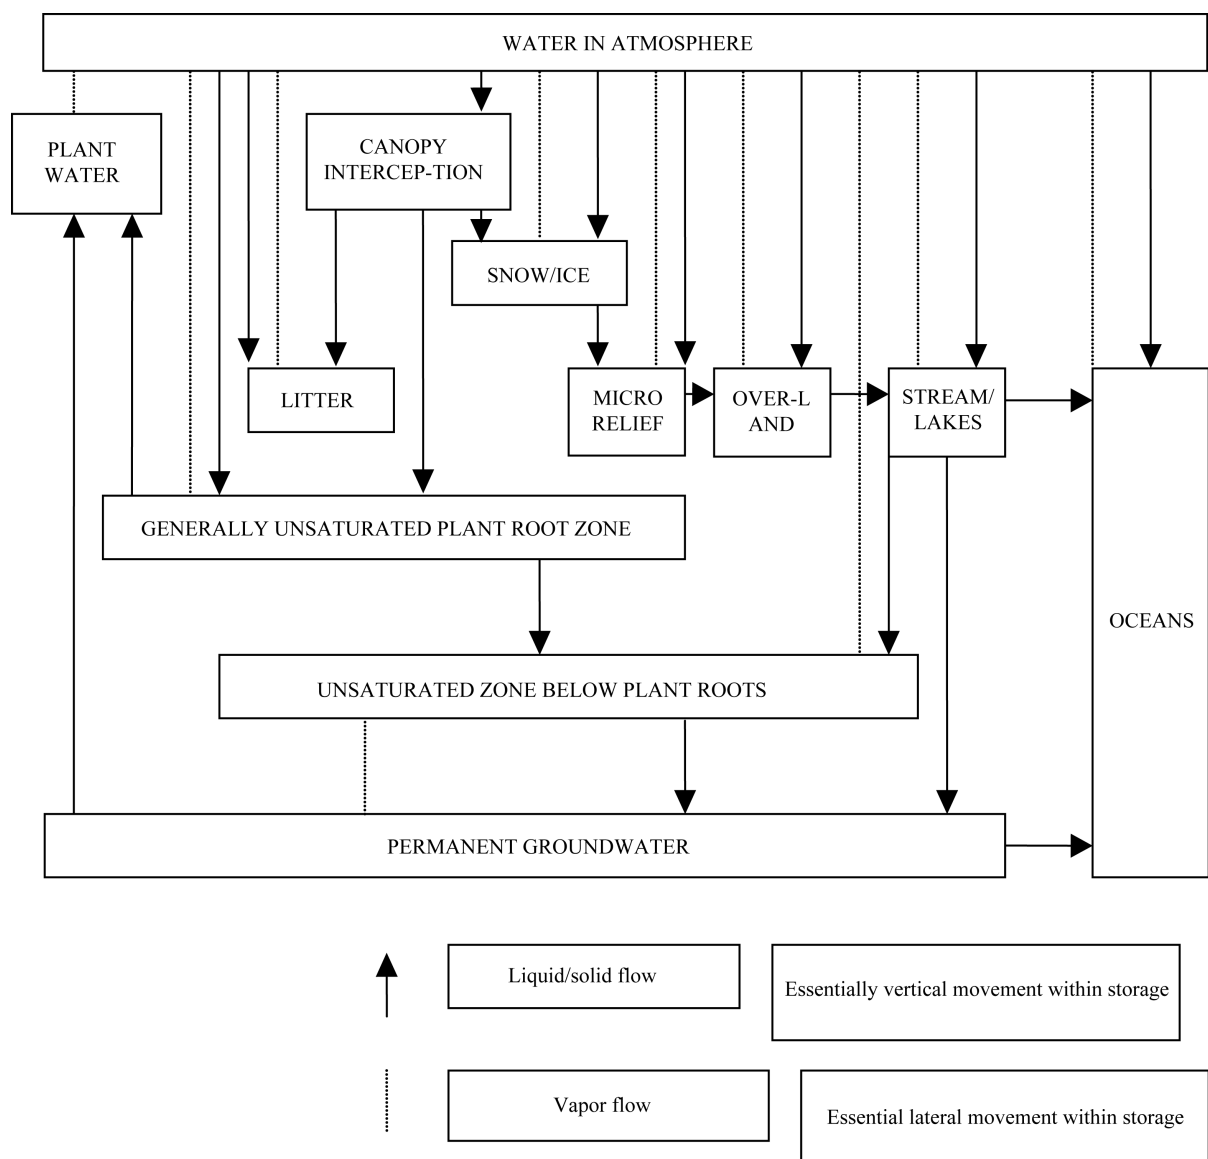 WATER IN ATMOSPHERE
PLANT
WATER
CANOPY
INTERCEP-TION
SNOW/ICE
LITTER
MICRO
RELIEF
OVER-L
AND
STREAM/
LAKES
GENERALLY UNSATURATED PLANT ROOT ZONE
OCEANS
UNSATURATED ZONE BELOW PLANT ROOTS
PERMANENT GROUNDWATER
Liquid/solid flow
Essentially vertical movement within storage
Vapor flow
Essential lateral movement within storage